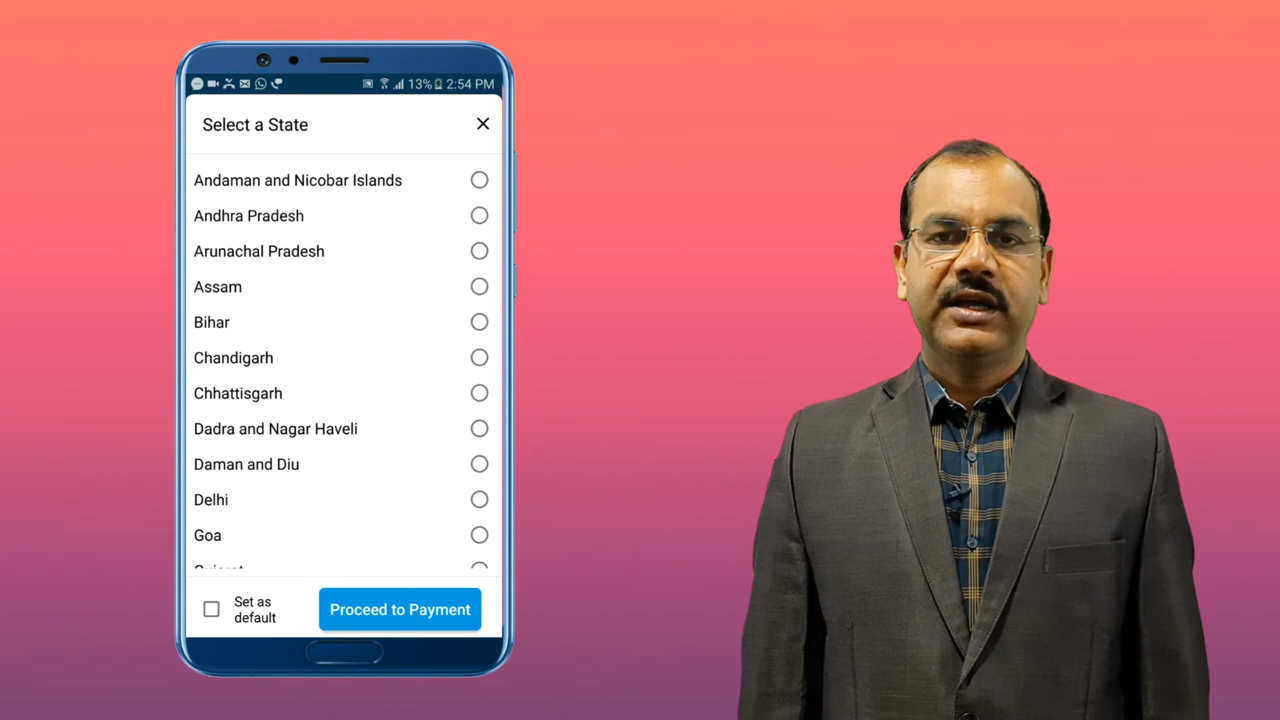 13% 2:54 PM
Select a State
Andaman and Nicobar Islands
Andhra Pradesh
Arunachal Pradesh
Assam
Bihar
Chandigarh
Chhattisgarh
Dadra and Nagar Haveli
Daman and Diu
Delhi
Goa
Gujarat
Set as
default
Proceed to Payment